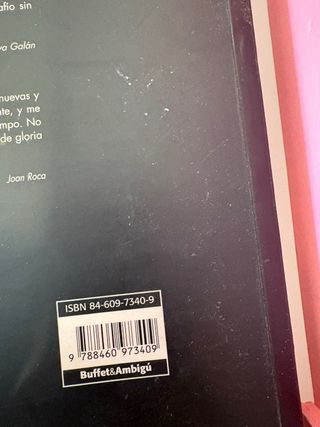 afío sin
va Galán
nuevas y
nte, y me
mpo. No
de gloria
Joan Roca
ISBN 84-609-7340-9
9 788460 973409
Buffet&Ambigú